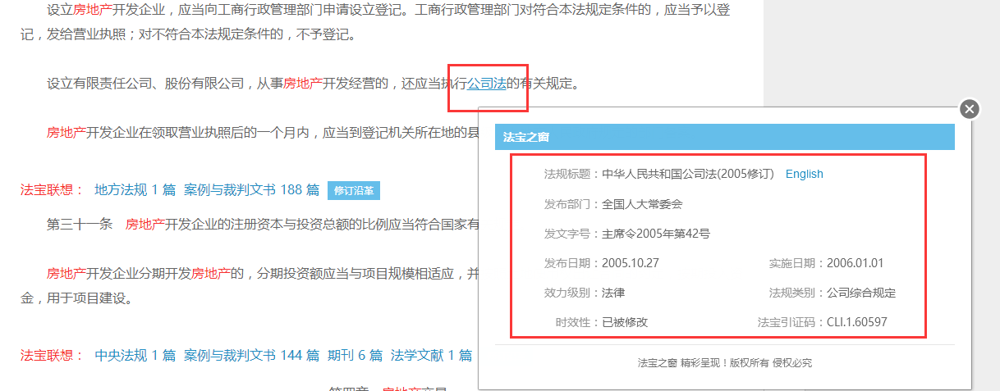 设立房地产开发企业，应当向工商行政管理部门申请设立登记。工商行政管理部门对符合本法规定条件的，应当予以登
记，发给营业执照；对不符合本法规定条件的，不予登记。
设立有限责任公司、股份有限公司，从事房地产开发经营的，还应当执行公司法的有关规定。
房地产开发企业在领取营业执照后的一个月内，应当到登记机关所在地的县
法宝联想： 地方法规 1 篇 案例与裁判文书 188 篇 修订沿革
第三十一条 房地产开发企业的注册资本与投资总额的比例应当符合国家有
房地产开发企业分期开发房地产的，分期投资额应当与项目规模相适应，并
金，用于项目建设。
法宝联想： 中央法规 1 篇 案例与裁判文书 144 篇 期刊 6 篇 法学文献 1 篇
第四章 房地产交易
法宝之窗
法规标题：中华人民共和国公司法(2005修订) English
发布部门：全国人大常委会
发文字号：主席令2005年第42号
发布日期：2005.10.27 实施日期：2006.01.01
效力级别：法律 法规类别：公司综合规定
时效性：已被修改 法宝引证码：CLI.1.60597
法宝之窗 精彩呈现！版权所有 侵权必究